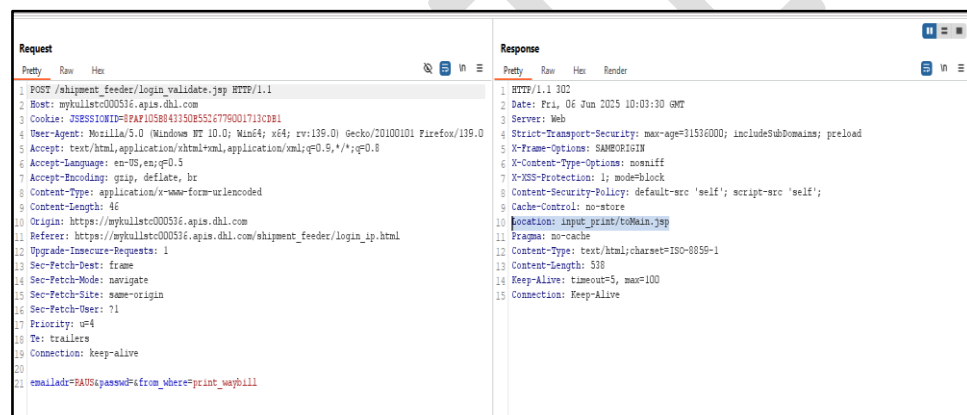 Request
Pretty Raw Hex \n
1 POST /shipment_feeder/login_validate.jsp HTTP/1.1
2 Host: mykullstc000536.apis.dhl.com
3 Cookie: JSESSIONID=8FAF105B843350E5526779001713CDB1
4 User-Agent: Mozilla/5.0 (Windows NT 10.0; Win64; x64; rv:139.0) Gecko/20100101 Firefox/139.0
5 Accept: text/html,application/xhtml+xml,application/xml;q=0.9,*/*;q=0.8
6 Accept-Language: en-US,en;q=0.5
7 Accept-Encoding: gzip, deflate, br
8 Content-Type: application/x-www-form-urlencoded
9 Content-Length: 46
10 Origin: https://mykullstc000536.apis.dhl.com
11 Referer: https://mykullstc000536.apis.dhl.com/shipment_feeder/login_ip.html
12 Upgrade-Insecure-Requests: 1
13 Sec-Fetch-Dest: frame
14 Sec-Fetch-Mode: navigate
15 Sec-Fetch-Site: same-origin
16 Sec-Fetch-User: ?1
17 Priority: u=4
18 Te: trailers
19 Connection: keep-alive
20
21 emailadr=RAUS&passwd=&from_where=print_waybill
Response
Pretty Raw Hex Render \n
1 HTTP/1.1 302
2 Date: Fri, 06 Jun 2025 10:03:30 GMT
3 Server: Web
4 Strict-Transport-Security: max-age=31536000; includeSubDomains; preload
5 X-Frame-Options: SAMEORIGIN
6 X-Content-Type-Options: nosniff
7 X-XSS-Protection: 1; mode=block
8 Content-Security-Policy: default-src 'self'; script-src 'self';
9 Cache-Control: no-store
10 Location: input_print/toMain.jsp
11 Pragma: no-cache
12 Content-Type: text/html;charset=ISO-8859-1
13 Content-Length: 538
14 Keep-Alive: timeout=5, max=100
15 Connection: Keep-Alive